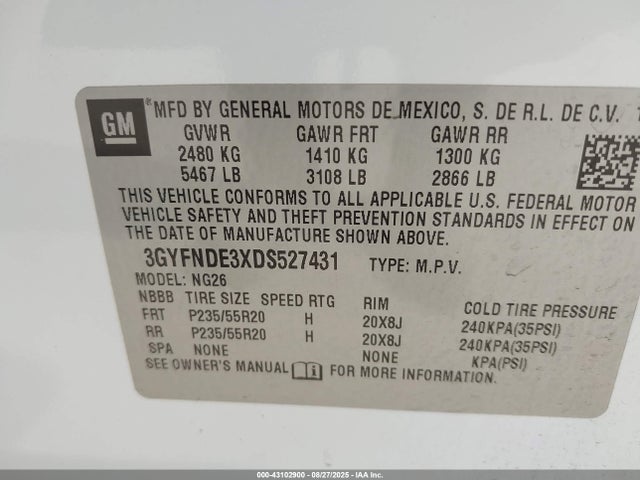 GM
® MFD BY GENERAL MOTORS DE MEXICO, S. DE R.L. DE C.V. 1
GVWR GAWR FRT GAWR RR
2480 KG 1410 KG 1300 KG
5467 LB 3108 LB 2866 LB
THIS VEHICLE CONFORMS TO ALL APPLICABLE U.S. FEDERAL MOTOR
VEHICLE SAFETY AND THEFT PREVENTION STANDARDS IN EFFECT ON
THE DATE OF MANUFACTURE SHOWN ABOVE.
3GYFNDE3XDS527431 TYPE: M.P.V.
MODEL: NG26
NBBB TIRE SIZE SPEED RTG RIM COLD TIRE PRESSURE
FRT P235/55R20 H 20X8J 240KPA(35PSI)
RR P235/55R20 H 20X8J 240KPA(35PSI)
SPA NONE NONE KPA(PSI)
SEE OWNER'S MANUAL i FOR MORE INFORMATION.
000-43102900 - 08/27/2025 - IAAI.COM